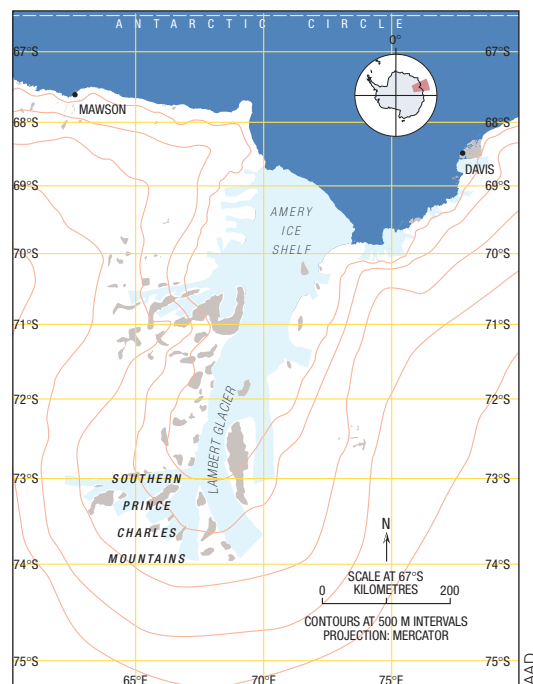 ANTARCTIC CIRCLE
0°
67°S 67°S
MAWSON
68°S 68°S
DAVIS
69°S 69°S
AMERY
ICE
SHELF
70°S 70°S
71°S 71°S
72°S 72°S
LAMBERT GLACIER
73°S 73°S
SOUTHERN
PRINCE
CHARLES
MOUNTAINS
N
74°S 74°S
SCALE AT 67°S
KILOMETRES
0 200
CONTOURS AT 500 M INTERVALS
PROJECTION: MERCATOR
75°S 75°S
65°E 70°E 75°E
AAD